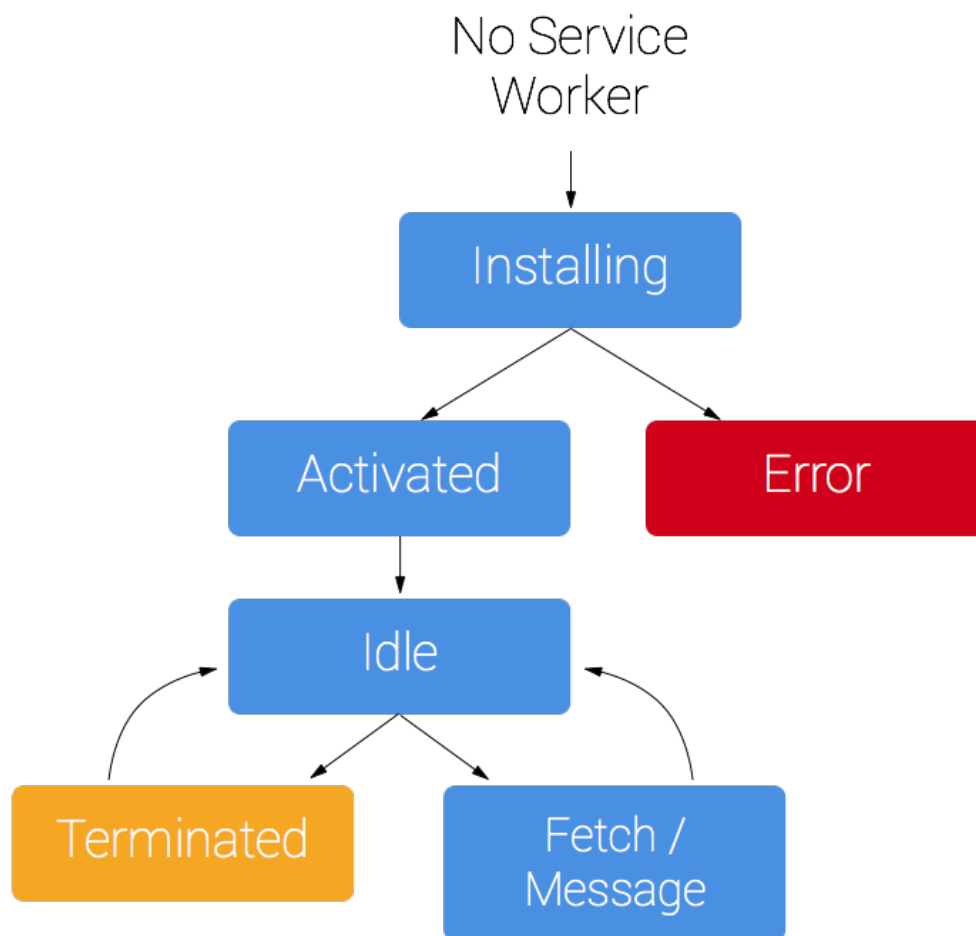 No Service
Worker
Installing
Activated
Error
Idle
Terminated
Fetch /
Message